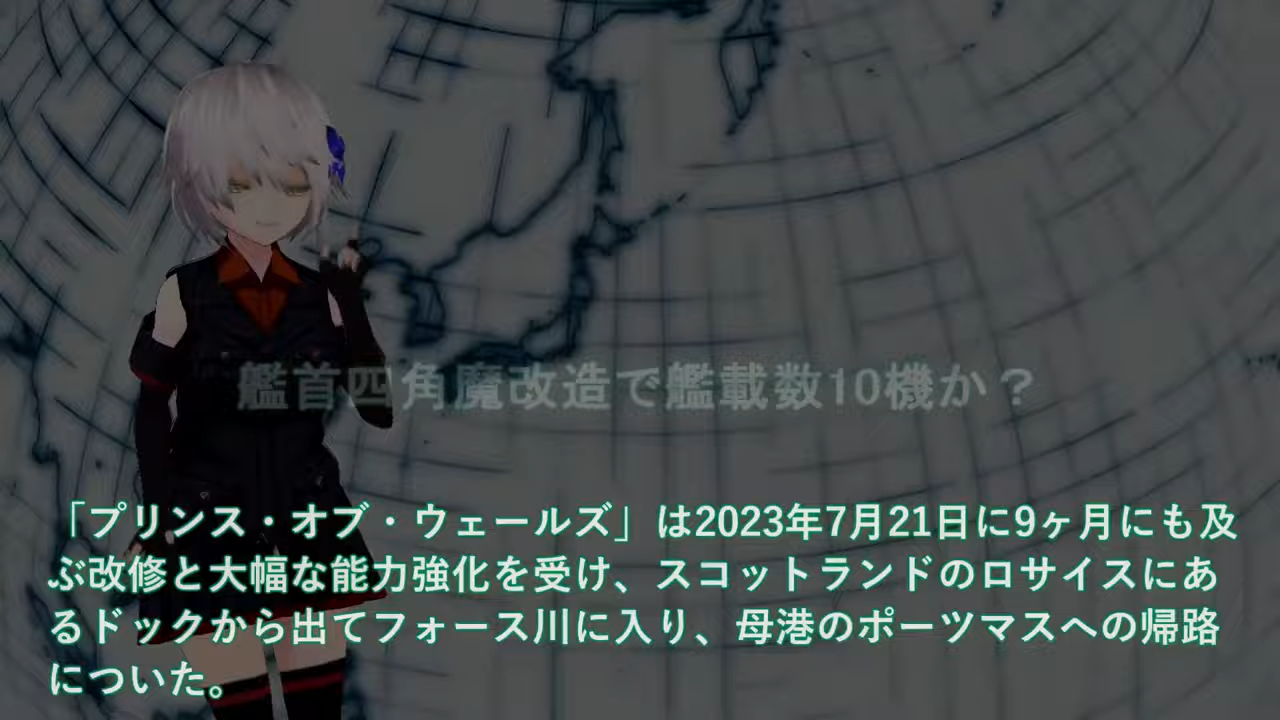 艦首四角魔改造で艦載数10機か？
「プリンス・オブ・ウェールズ」は2023年7月21日に9ヶ月にも及
ぶ改修と大幅な能力強化を受け、スコットランドのロサイスにあ
るドックから出てフォース川に入り、母港のポーツマスへの帰路
についた。